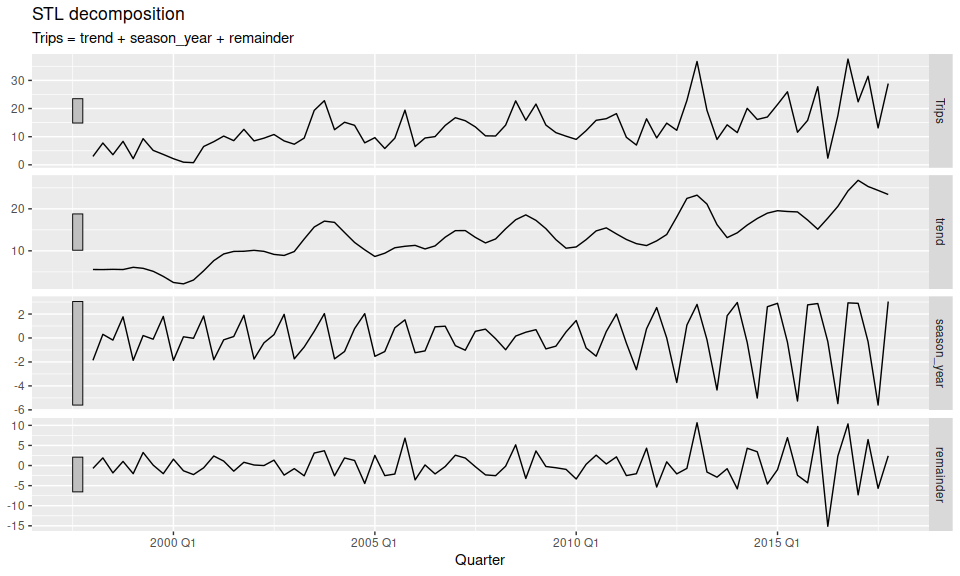 STL decomposition
Trips = trend + season_year + remainder
30
20
10
0
Trips
20
10
trend
2
0
-2
-4
-6
season_year
10
5
0
-5
-10
-15
remainder
2000 Q1
2005 Q1
2010 Q1
2015 Q1
Quarter